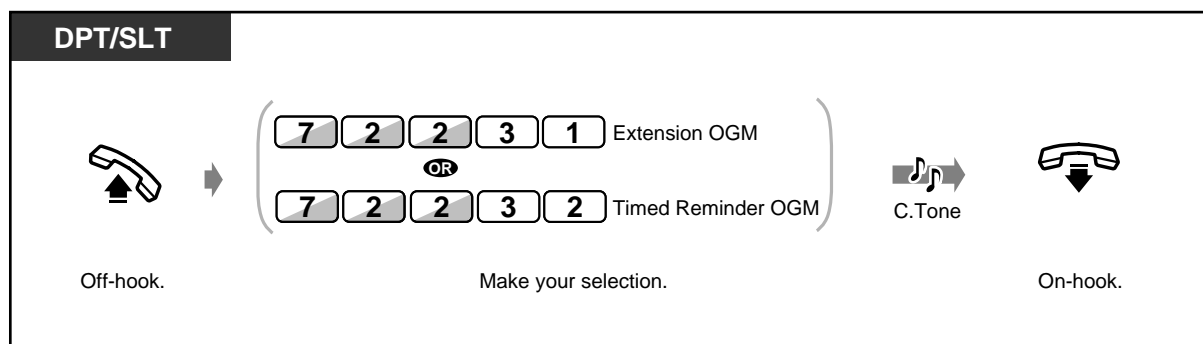 DPT/SLT
7 2 2 3 1 Extension OGM
OR
7 2 2 3 2 Timed Reminder OGM
C.Tone
Off-hook. Make your selection. On-hook.